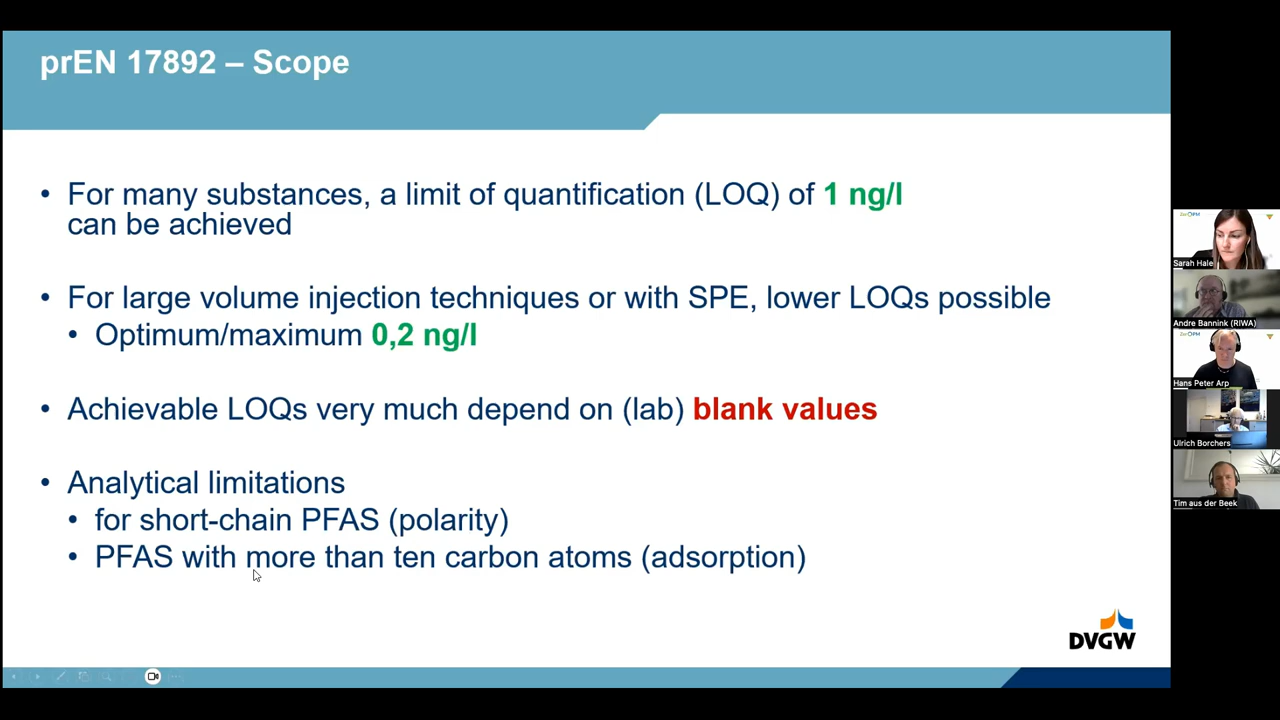 prEN 17892 – Scope
• For many substances, a limit of quantification (LOQ) of 1 ng/l
can be achieved
• For large volume injection techniques or with SPE, lower LOQs possible
• Optimum/maximum 0,2 ng/l
• Achievable LOQs very much depend on (lab) blank values
• Analytical limitations
• for short-chain PFAS (polarity)
• PFAS with more than ten carbon atoms (adsorption)
DVGW
Sarah Hale
Andre Bannink (RIWA)
Hans Peter Arp
Ulrich Borchers
Tim aus der Beek